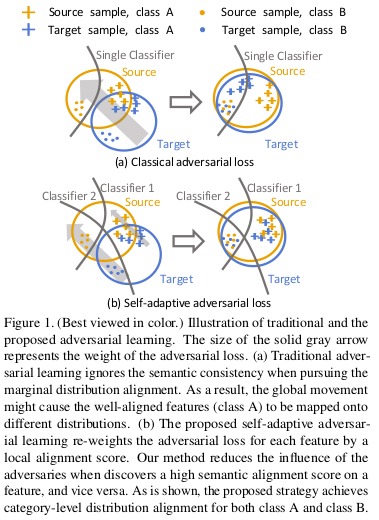 Source sample, class A
Source sample, class B
Target sample, class A
Target sample, class B
Single Classifier
Source
Target
Single Classifier
Source
(a) Classical adversarial loss
Classifier 1
Classifier 2
Source
Target
Classifier 1
Classifier 2
Source
Target
(b) Self-adaptive adversarial loss
Figure 1. (Best viewed in color.) Illustration of traditional and the
proposed adversarial learning. The size of the solid gray arrow
represents the weight of the adversarial loss. (a) Traditional adver-
sarial learning ignores the semantic consistency when pursuing the
marginal distribution alignment. As a result, the global movement
might cause the well-aligned features (class A) to be mapped onto
different distributions. (b) The proposed self-adaptive adversar-
ial learning re-weights the adversarial loss for each feature by a
local alignment score. Our method reduces the influence of the
adversaries when discovers a high semantic alignment score on a
feature, and vice versa. As is shown, the proposed strategy achieves
category-level distribution alignment for both class A and class B.